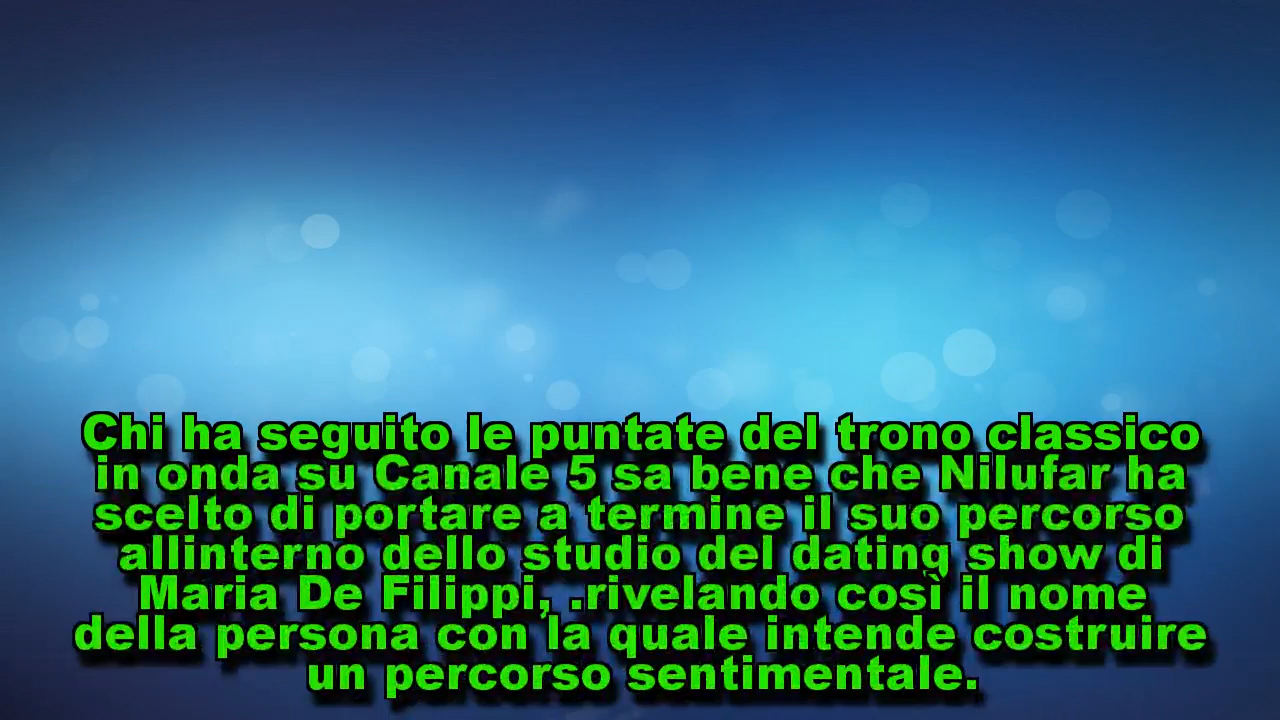 Chi ha seguito le puntate del trono classico
in onda su Canale 5 sa bene che Nilufar ha
scelto di portare a termine il suo percorso
allinterno dello studio del dating show di
Maria De Filippi, .rivelando così il nome
della persona con la quale intende costruire
un percorso sentimentale.